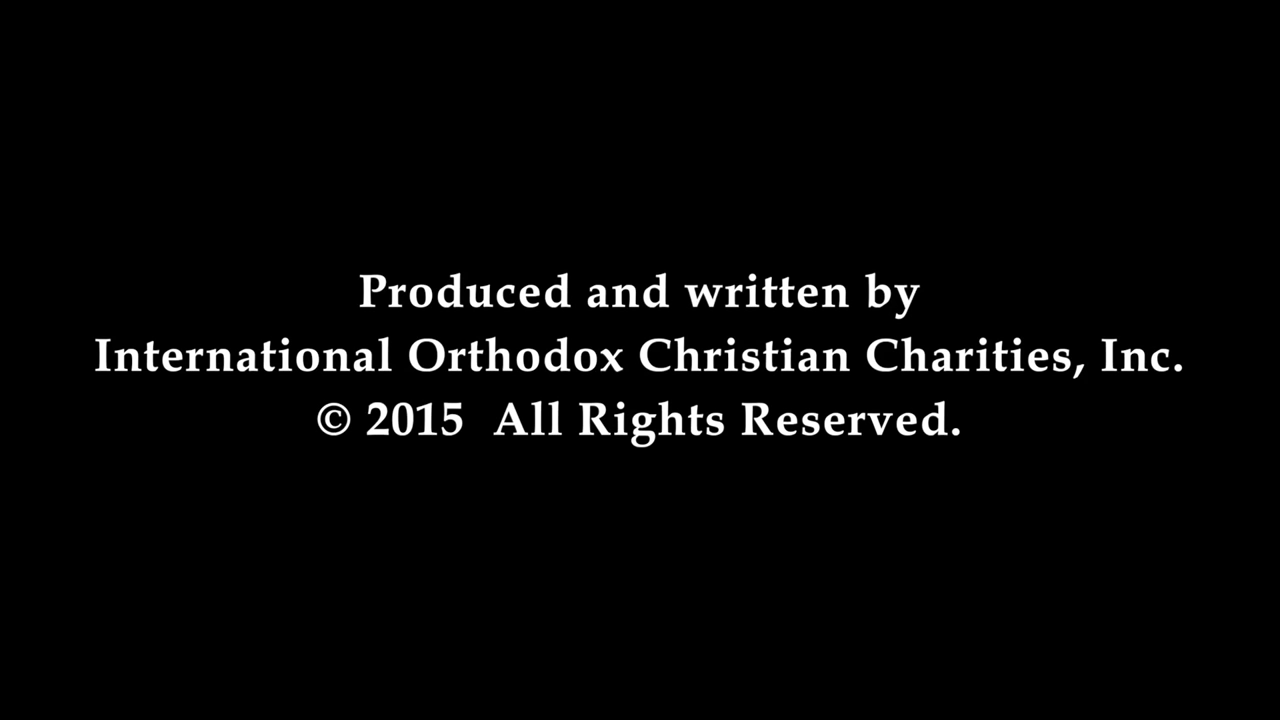 Produced and written by
International Orthodox Christian Charities, Inc.
© 2015  All Rights Reserved.